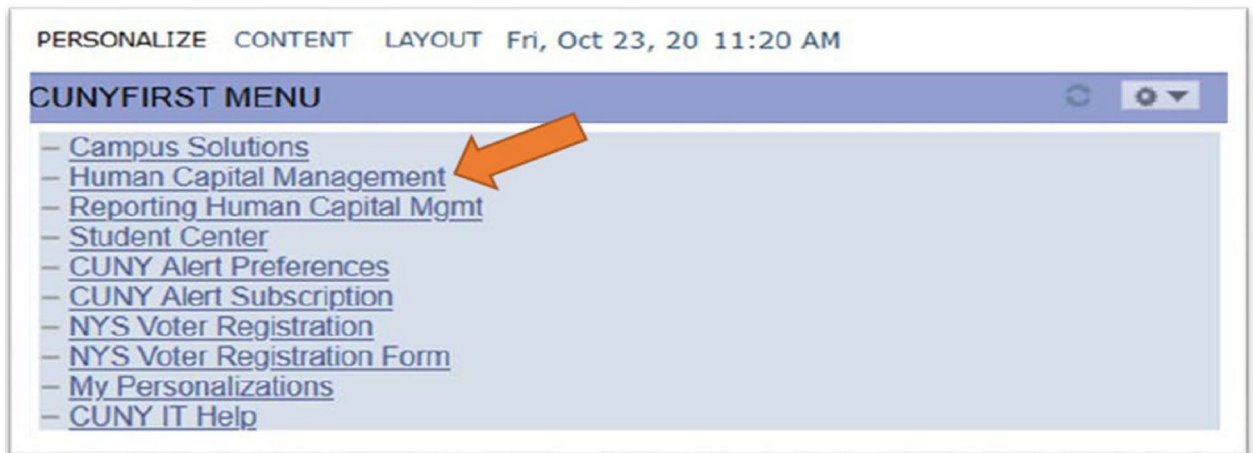 PERSONALIZE CONTENT LAYOUT Fri, Oct 23, 20 11:20 AM
CUNYFIRST MENU
– Campus Solutions
– Human Capital Management
– Reporting Human Capital Mgmt
– Student Center
– CUNY Alert Preferences
– CUNY Alert Subscription
– NYS Voter Registration
– NYS Voter Registration Form
– My Personalizations
– CUNY IT Help